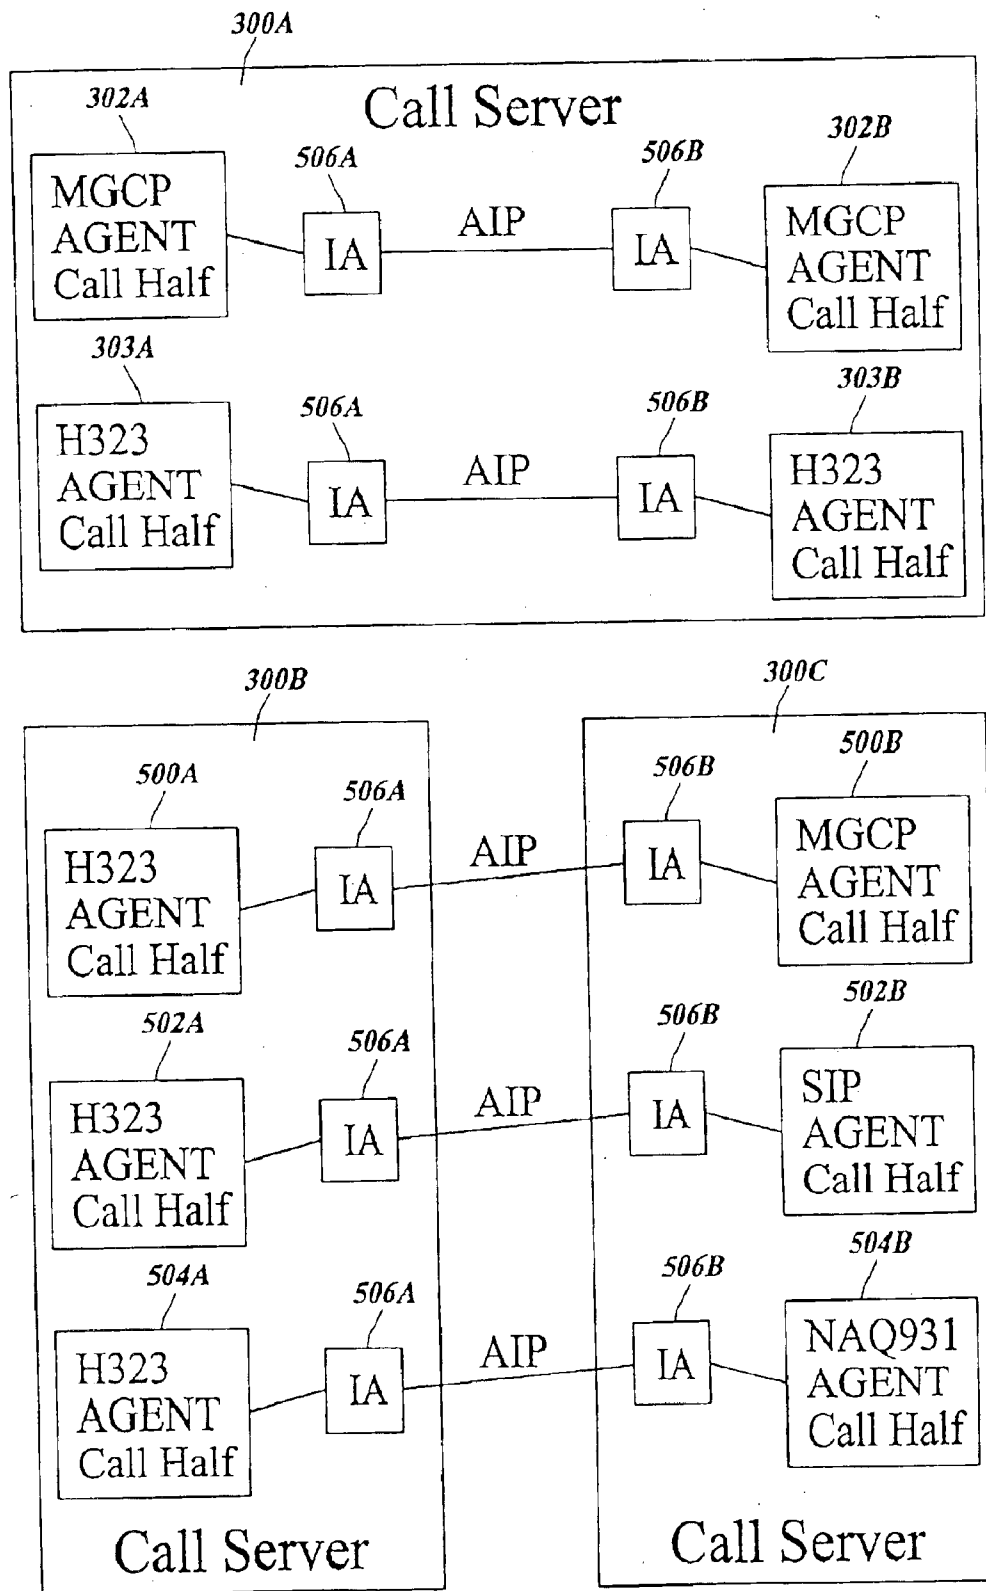 300A
Call Server
302A
506A
506B
302B
MGCP
AGENT
Call Half
IA
AIP
IA
MGCP
AGENT
Call Half
303A
506A
506B
303B
H323
AGENT
Call Half
IA
AIP
IA
H323
AGENT
Call Half
300B
300C
500A
506A
506B
500B
H323
AGENT
Call Half
IA
AIP
IA
MGCP
AGENT
Call Half
502A
506A
506B
502B
H323
AGENT
Call Half
IA
AIP
IA
SIP
AGENT
Call Half
504A
506A
506B
504B
H323
AGENT
Call Half
IA
AIP
IA
NAQ931
AGENT
Call Half
Call Server
Call Server